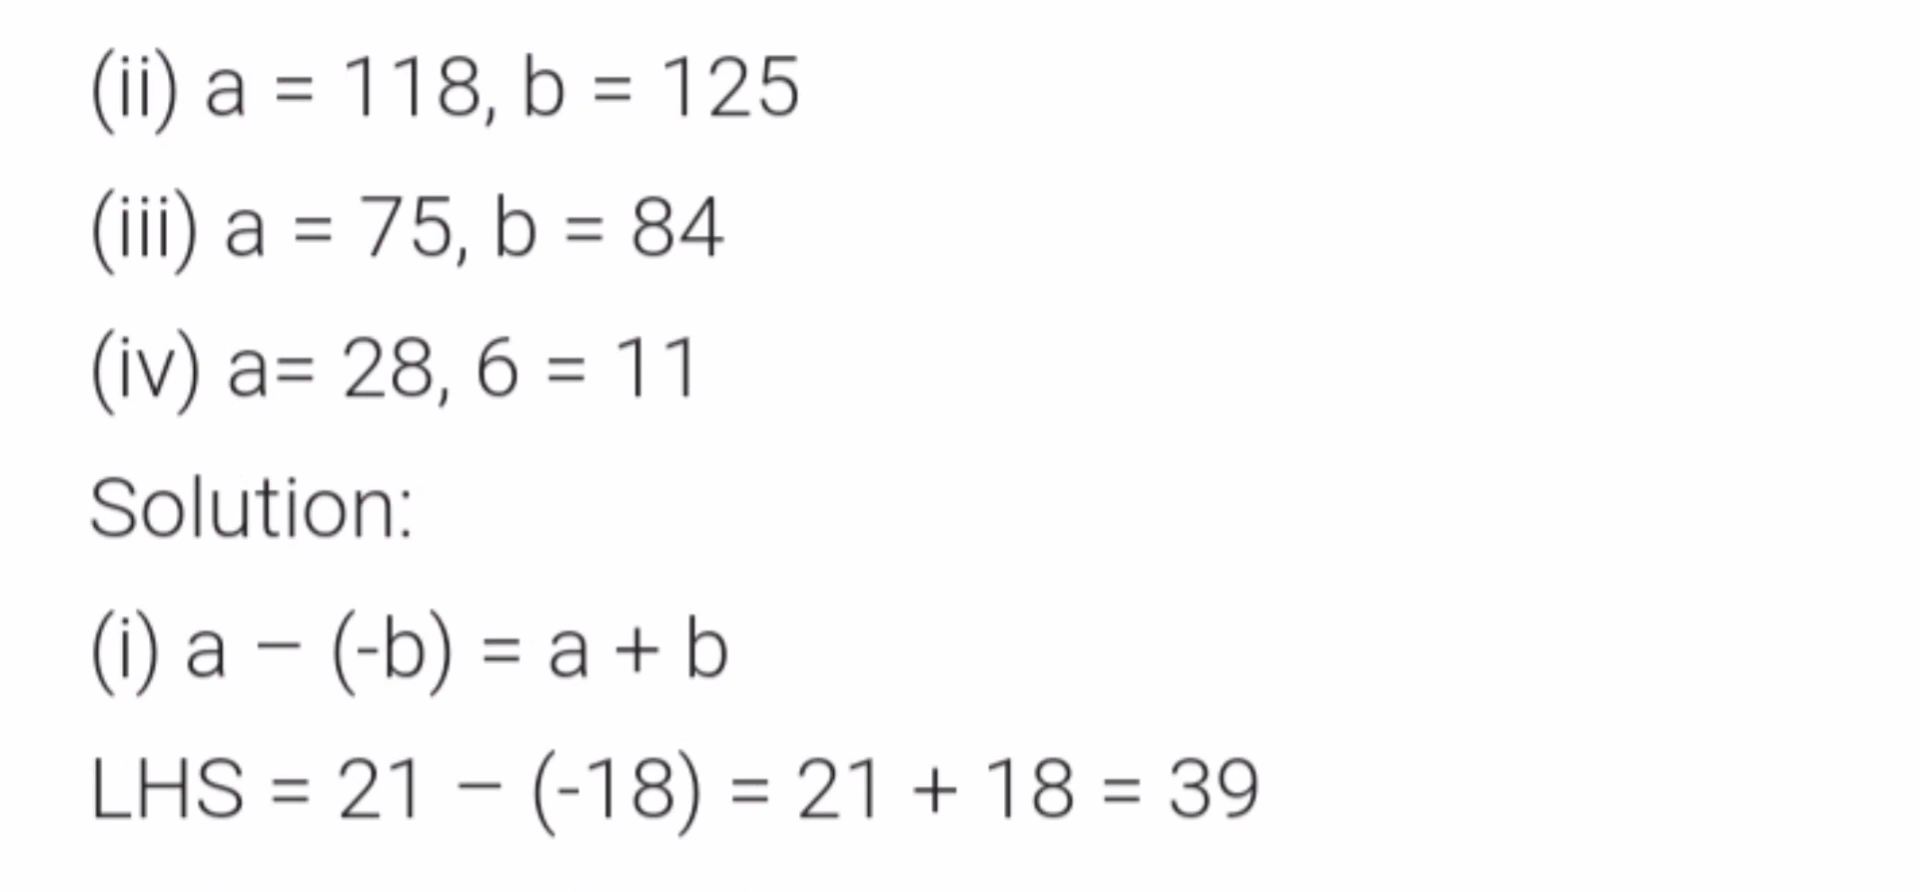 (ii) a = 118, b = 125
(iii) a = 75, b = 84
(iv) a= 28, 6 = 11
Solution:
(i) a – (-b) = a + b
LHS = 21 – (-18) = 21 + 18 = 39